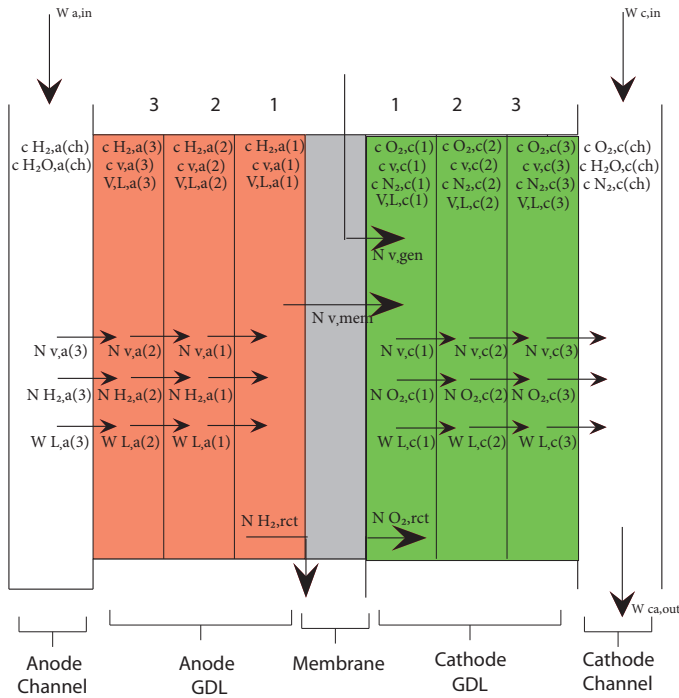 W a,in
W c,in
3 2 1 1 2 3
c H₂,a(ch) c H₂,a(3) c H₂,a(2) c H₂,a(1) c O₂,c(1) c O₂,c(2) c O₂,c(3) c O₂,c(ch)
c H₂O,a(ch) c v,a(3) c v,a(2) c v,a(1) c v,c(1) c v,c(2) c v,c(3) c H₂O,c(ch)
V,L,a(3) V,L,a(2) V,L,a(1) c N₂,c(1) c N₂,c(2) c N₂,c(3) c N₂,c(ch)
V,L,c(1) V,L,c(2) V,L,c(3)
N v,gen
N v,mem
N v,a(3) N v,a(2) N v,a(1) N v,c(1) N v,c(2) N v,c(3)
N H₂,a(3) N H₂,a(2) N H₂,a(1) N O₂,c(1) N O₂,c(2) N O₂,c(3)
W L,a(3) W L,a(2) W L,a(1) W L,c(1) W L,c(2) W L,c(3)
N H₂,rct N O₂,rct
W ca,out
Anode Channel
Anode GDL
Membrane
Cathode GDL
Cathode Channel